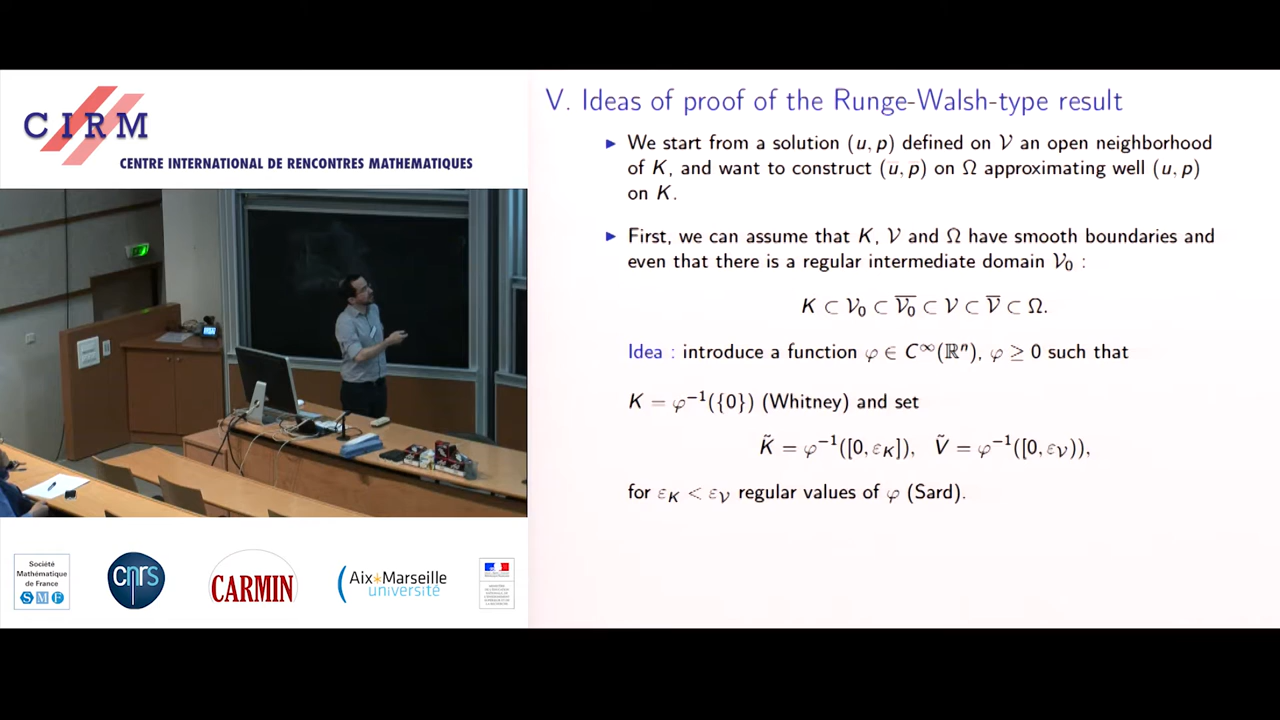 CIRM
CENTRE INTERNATIONAL DE RENCONTRES MATHEMATIQUES
Société
Mathématique
de France
SMF
cnrs
CARMIN
Aix*Marseille
université
V. Ideas of proof of the Runge-Walsh-type result
▶ We start from a solution (u, p) defined on 𝒱 an open neighborhood
of K, and want to construct (u̅, p̅) on Ω approximating well (u, p)
on K.
▶ First, we can assume that K, 𝒱 and Ω have smooth boundaries and
even that there is a regular intermediate domain 𝒱₀ :
K ⊂ 𝒱₀ ⊂ \overline{𝒱₀} ⊂ 𝒱 ⊂ \overline{𝒱} ⊂ Ω.
Idea : introduce a function φ ∈ C^∞(ℝⁿ), φ ≥ 0 such that
K = φ⁻¹({0}) (Whitney) and set
K̃ = φ⁻¹([0, ε_K]), Ṽ = φ⁻¹([0, ε_𝒱)),
for ε_K < ε_𝒱 regular values of φ (Sard).